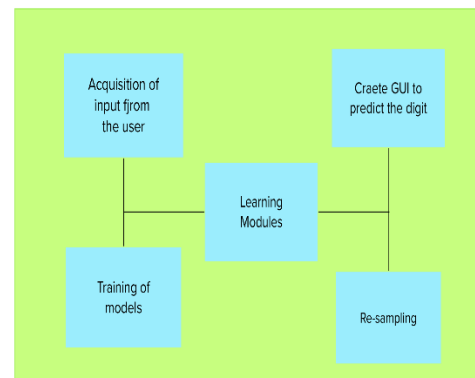 Acquisition of
input fjrom
the user
Craete GUI to
predict the digit
Learning
Modules
Training of
models
Re-sampling